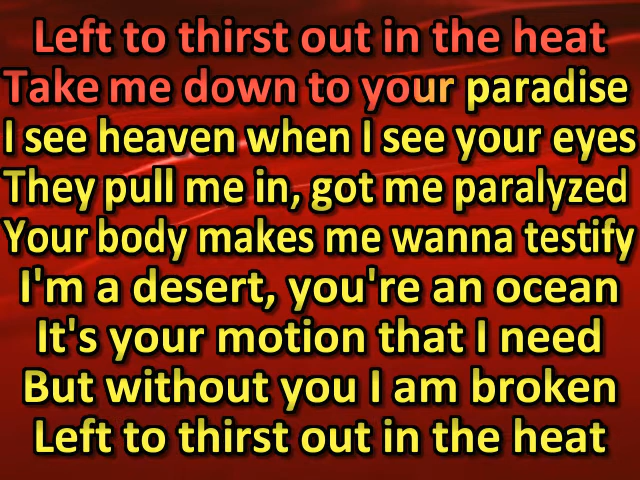 Left to thirst out in the heat
Take me down to your paradise
I see heaven when I see your eyes
They pull me in, got me paralyzed
Your body makes me wanna testify
I'm a desert, you're an ocean
It's your motion that I need
But without you I am broken
Left to thirst out in the heat